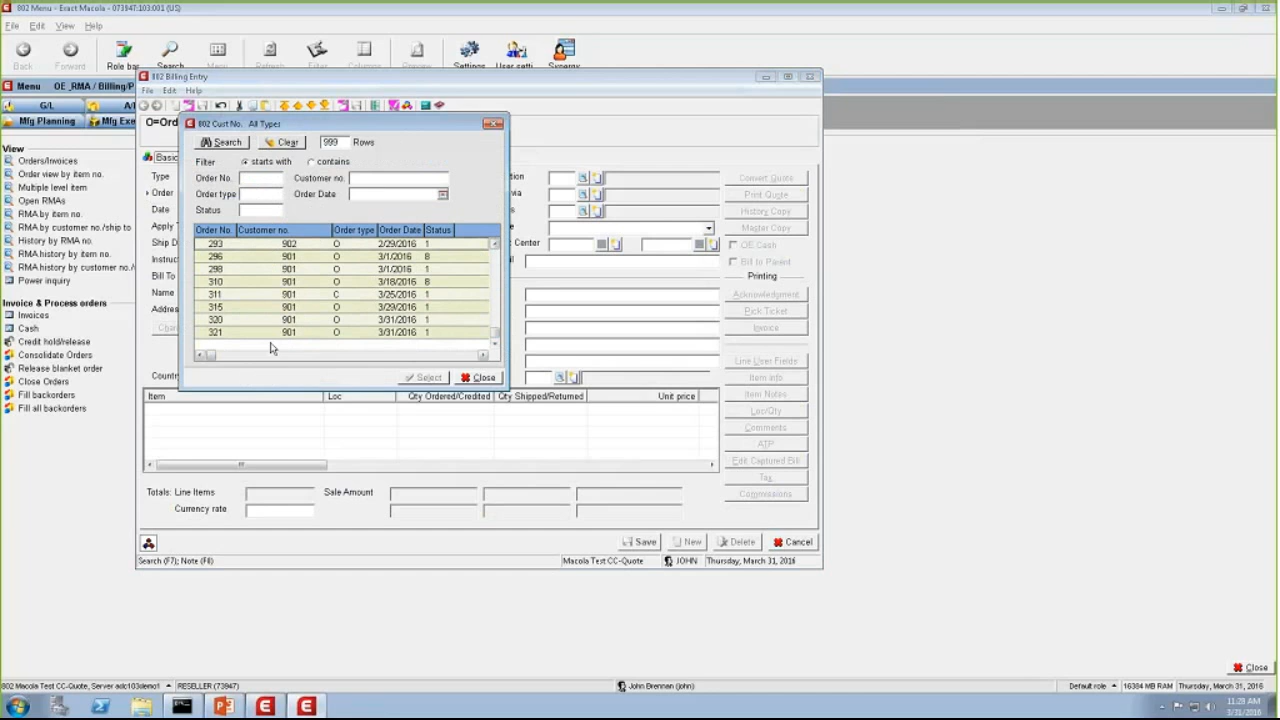 802 Menu - Exact Macola - 073947:103:001 (US)
File Edit View Help
Back Forward Role bar Search Menu Refresh Filter Columns Preview Settings User setti Synergy
Menu OE_RMA / Billing/P
G/L A/
Mfg Planning Mfg Exe
View
Orders/Invoices
Order view by item no.
Multiple level item
Open RMAs
RMA by item no.
RMA by customer no./ship to
History by RMA no.
RMA history by item no.
RMA history by customer no./
Power inquiry
Invoice & Process orders
Invoices
Cash
Credit hold/release
Consolidate Orders
Release blanket order
Close Orders
Fill backorders
Fill all backorders
802 Billing Entry
File Edit Help
O=Ord
Basic
Type
Order
Date
Apply T
Ship D
Instruc
Bill To
Name
Addres
Countr
802 Cust No. All Types
Search Clear 999 Rows
Filter starts with contains
Order No. Customer no.
Order type Order Date
Status
Order No. Customer no. Order type Order Date Status
293 902 O 2/29/2016 1
296 901 O 3/1/2016 8
298 901 O 3/1/2016 1
310 901 O 3/18/2016 8
311 901 C 3/25/2016 1
315 901 O 3/29/2016 1
320 901 O 3/31/2016 1
321 901 O 3/31/2016 1
Select Close
tion
via
s
t Center
il
Convert Quote
Print Quote
History Copy
Master Copy
OE Cash
Bill to Parent
Printing
Acknowledgment
Pick Ticket
Invoice
Line User Fields
Item Info
Item Notes
Loc/Qty
Comments
ATP
Edit Captured Bill
Tax
Commissions
Item Loc Qty Ordered/Credited Qty Shipped/Returned Unit price
Totals: Line Items Sale Amount
Currency rate
Save New Delete Cancel
Search (F7); Note (F8) Macola Test CC-Quote JOHN Thursday, March 31, 2016
Close
802 Macola Test CC-Quote, Server adc103demo1 RESELLER (73947) John Brennan (john) Default role 16384 MB RAM Thursday, March 31, 2016
11:29 AM
3/31/2016